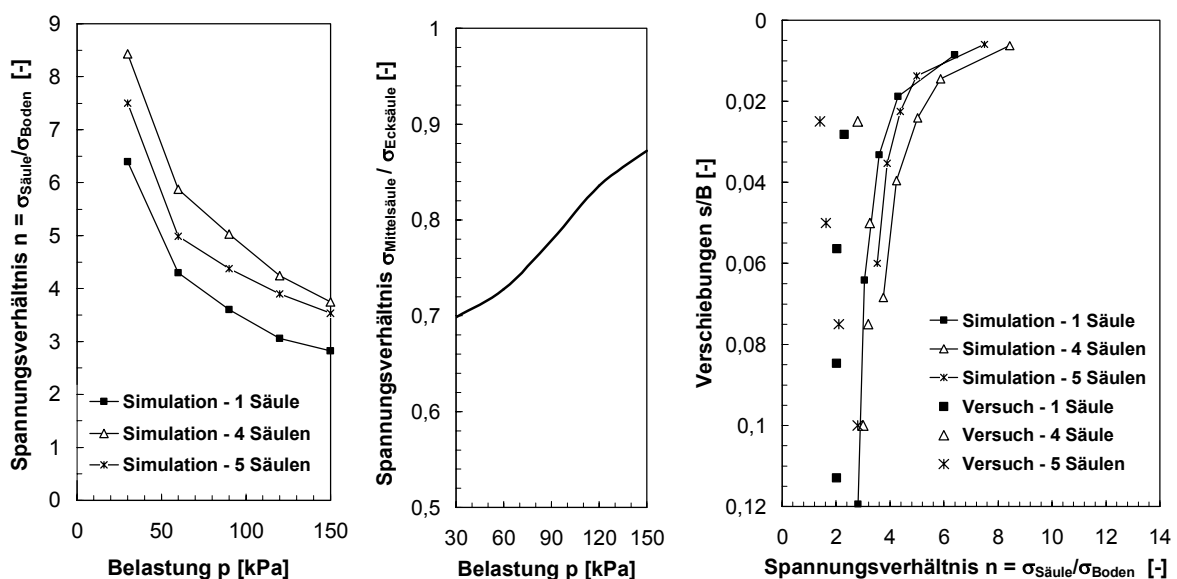 Spannungsverhältnis n = σSäule/σBoden [-]
9
8
7
6
5
4
3
2
1
0
Simulation - 1 Säule
Simulation - 4 Säulen
Simulation - 5 Säulen
0 30 60 90 120 150
Belastung p [kPa]
Spannungsverhältnis σMittelsäule / σEcksäule [-]
1
0,9
0,8
0,7
0,6
0,5
30 60 90 120 150
Belastung p [kPa]
Verschiebungen s/B [-]
0
0,02
0,04
0,06
0,08
0,1
0,12
Simulation - 1 Säule
Simulation - 4 Säulen
Simulation - 5 Säulen
Versuch - 1 Säule
Versuch - 4 Säule
Versuch - 5 Säulen
0 2 4 6 8 10 12 14
Spannungsverhältnis n = σSäule/σBoden [-]